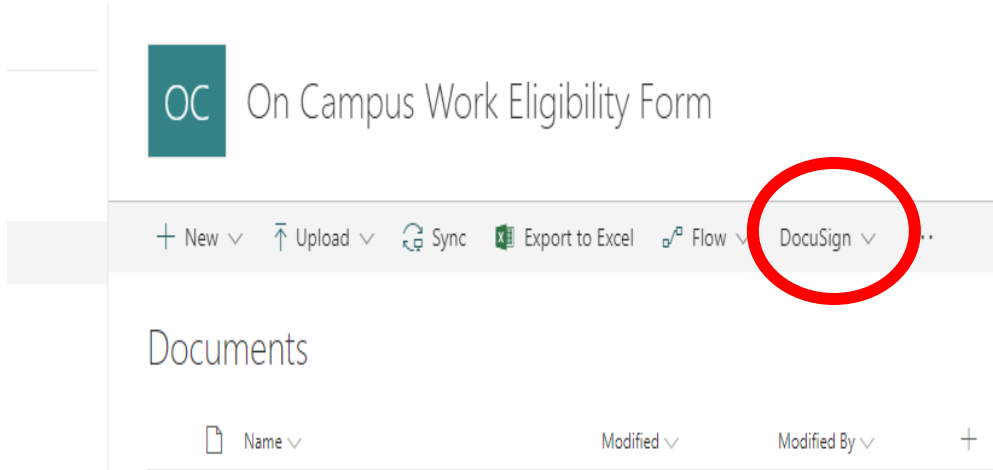 OC On Campus Work Eligibility Form
+ New Upload Sync Export to Excel Flow DocuSign ..
Documents
Name Modified Modified By +